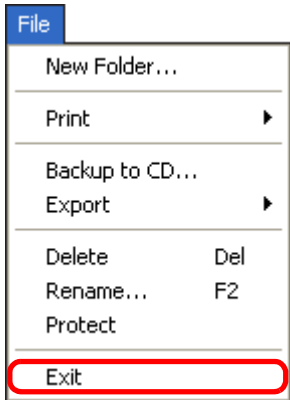 File
New Folder...
Print
Backup to CD...
Export
Delete Del
Rename... F2
Protect
Exit